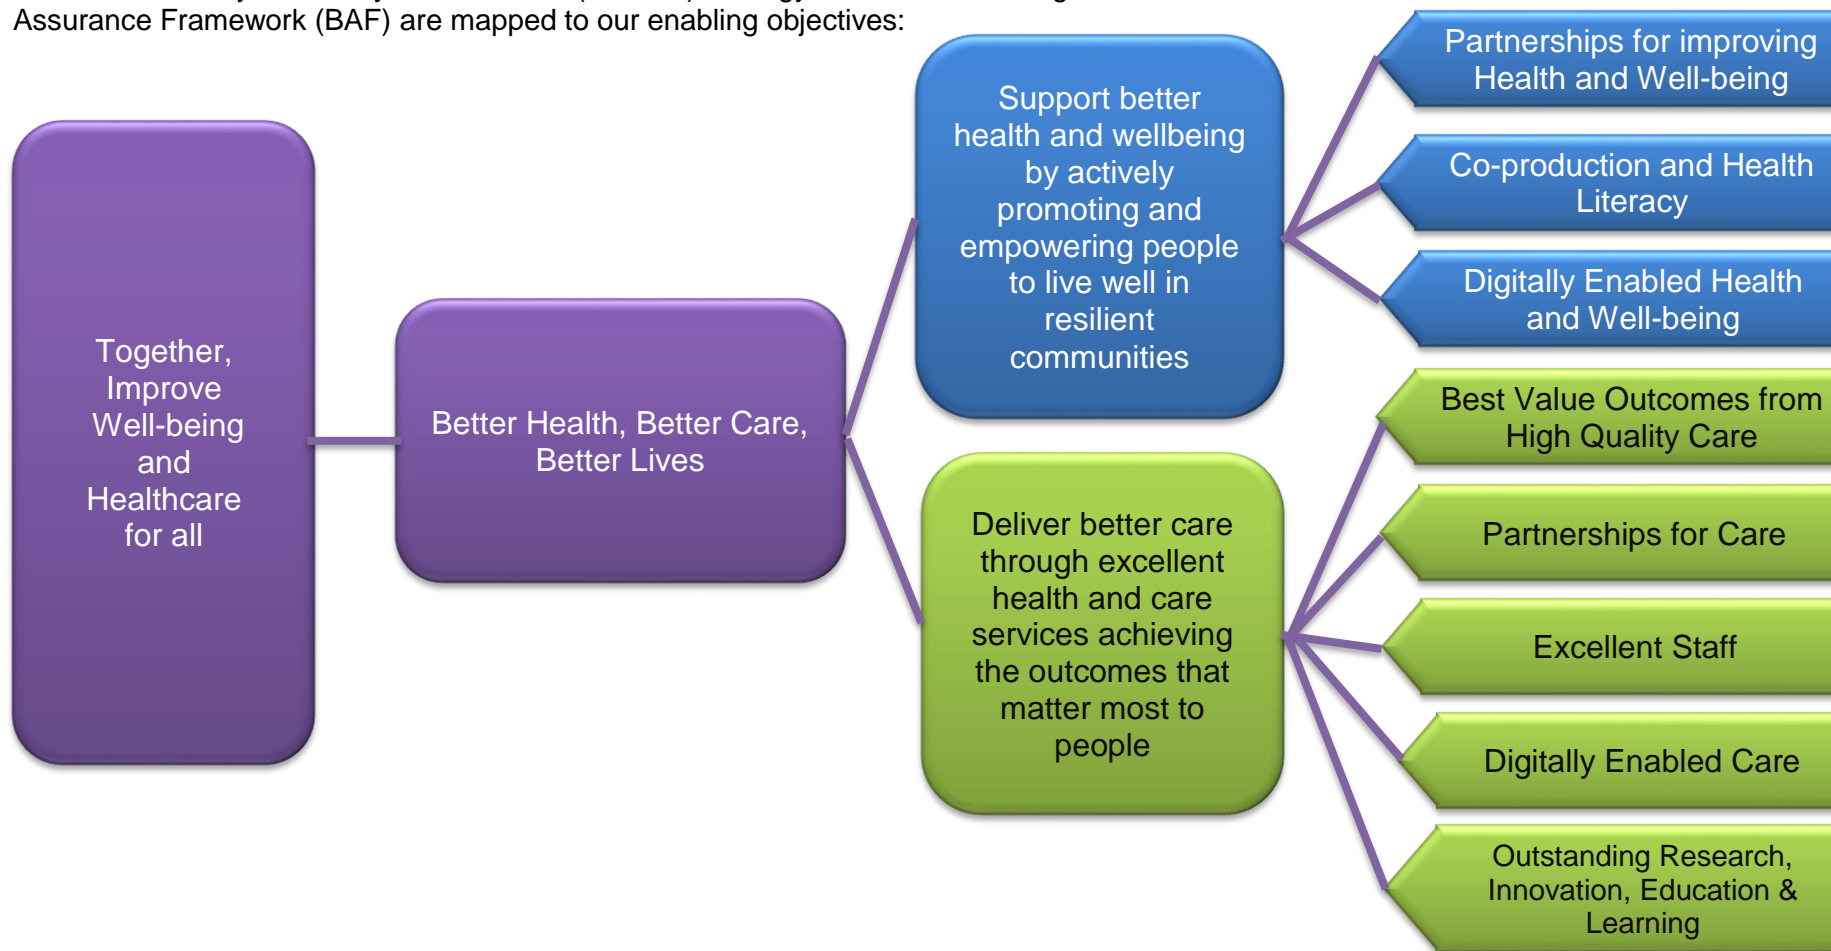 Assurance Framework (BAF) are mapped to our enabling objectives:
Together,
Improve
Well-being
and
Healthcare
for all
Better Health, Better Care,
Better Lives
Support better
health and wellbeing
by actively
promoting and
empowering people
to live well in
resilient
communities
Deliver better care
through excellent
health and care
services achieving
the outcomes that
matter most to
people
Partnerships for improving
Health and Well-being
Co-production and Health
Literacy
Digitally Enabled Health
and Well-being
Best Value Outcomes from
High Quality Care
Partnerships for Care
Excellent Staff
Digitally Enabled Care
Outstanding Research,
Innovation, Education &
Learning